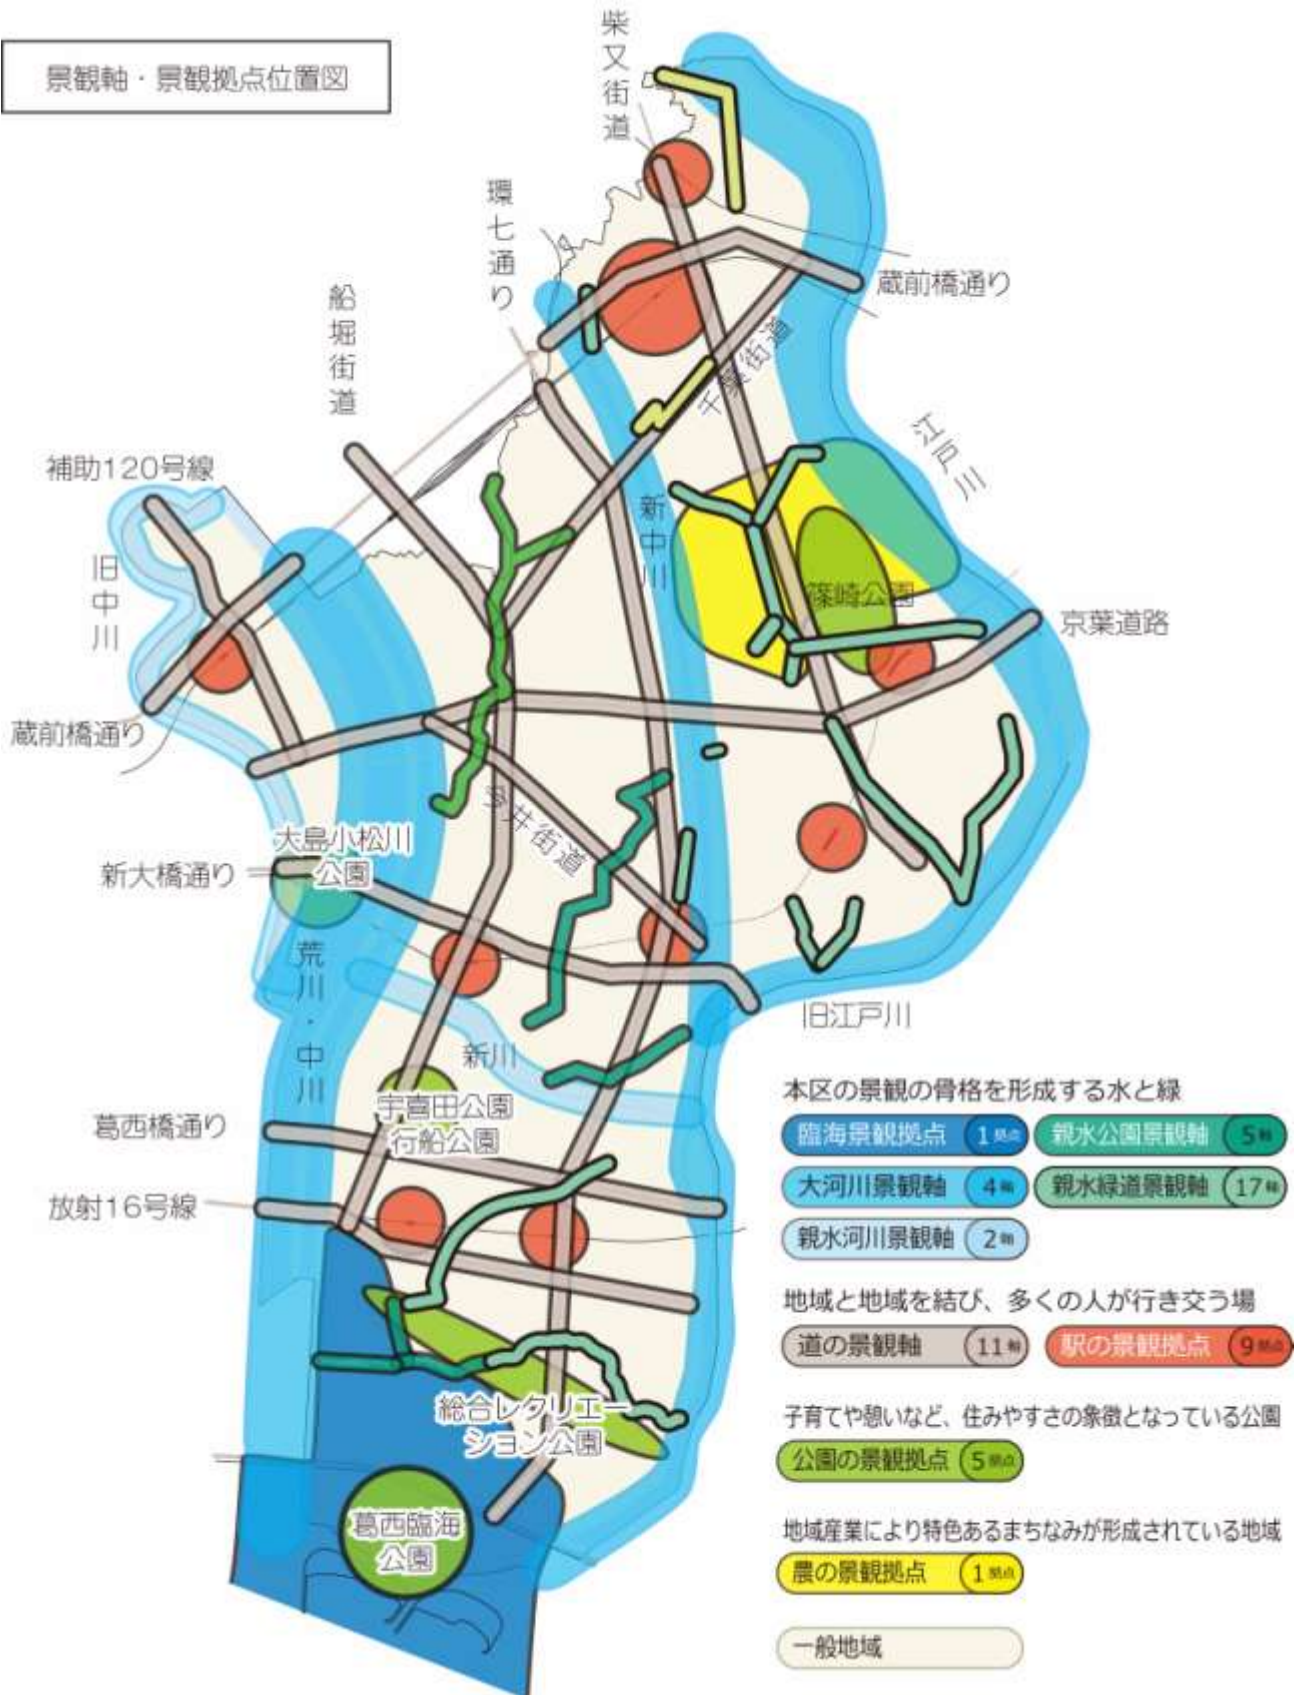 景観軸・景観拠点位置図
柴又街道
環七通り
船堀街道
蔵前橋通り
千葉街道
補助120号線
江戸川
新中川
旧中川
篠崎公園
京葉道路
蔵前橋通り
今井街道
大島小松川
公園
新大橋通り
荒川・中川
旧江戸川
新川
宇喜田公園
行船公園
葛西橋通り
放射16号線
総合レクリエー
ション公園
葛西臨海
公園
本区の景観の骨格を形成する水と緑
臨海景観拠点 1拠点
親水公園景観軸 5軸
大河川景観軸 4軸
親水緑道景観軸 17軸
親水河川景観軸 2軸
地域と地域を結び、多くの人が行き交う場
道の景観軸 11軸
駅の景観拠点 9拠点
子育てや憩いなど、住みやすさの象徴となっている公園
公園の景観拠点 5拠点
地域産業により特色あるまちなみが形成されている地域
農の景観拠点 1拠点
一般地域